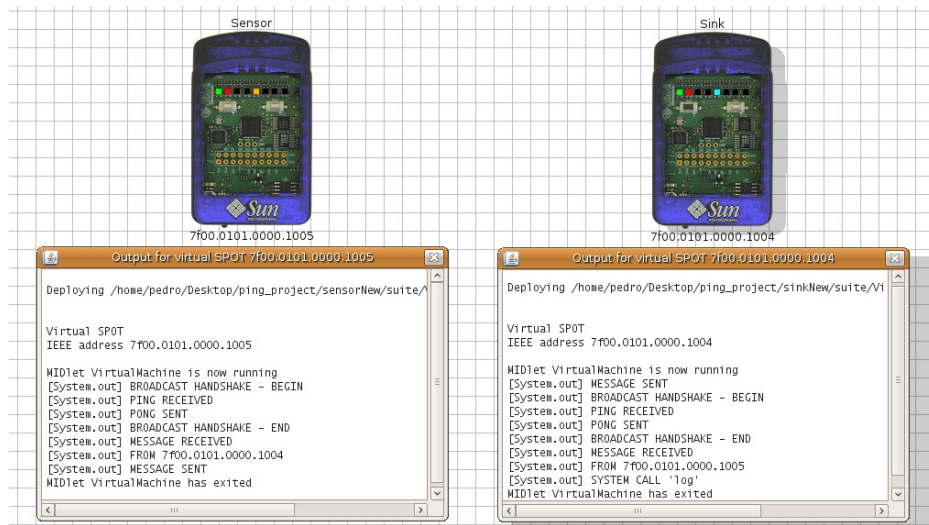 Sensor
Sun
7f00.0101.0000.1005
Output for virtual SPOT 7f00.0101.0000.1005
Deploying /home/pedro/Desktop/ping_project/sensorNew/suite/V
Virtual SPOT
IEEE address 7f00.0101.0000.1005
MIDlet VirtualMachine is now running
[System.out] BROADCAST HANDSHAKE - BEGIN
[System.out] PING RECEIVED
[System.out] PONG SENT
[System.out] BROADCAST HANDSHAKE - END
[System.out] MESSAGE RECEIVED
[System.out] FROM 7f00.0101.0000.1004
[System.out] MESSAGE SENT
MIDlet VirtualMachine has exited
Sink
Sun
7f00.0101.0000.1004
Output for virtual SPOT 7f00.0101.0000.1004
Deploying /home/pedro/Desktop/ping_project/sinkNew/suite/Vi
Virtual SPOT
IEEE address 7f00.0101.0000.1004
MIDlet VirtualMachine is now running
[System.out] MESSAGE SENT
[System.out] BROADCAST HANDSHAKE - BEGIN
[System.out] PING RECEIVED
[System.out] PONG SENT
[System.out] BROADCAST HANDSHAKE - END
[System.out] MESSAGE RECEIVED
[System.out] FROM 7f00.0101.0000.1005
[System.out] SYSTEM CALL 'log'
MIDlet VirtualMachine has exited